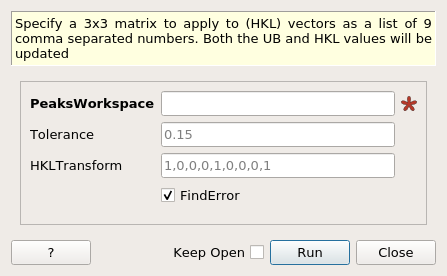 Specify a 3x3 matrix to apply to (HKL) vectors as a list of 9
comma separated numbers. Both the UB and HKL values will be
updated
PeaksWorkspace *
Tolerance 0.15
HKLTransform 1,0,0,0,1,0,0,0,1
FindError
? Keep Open Run Close